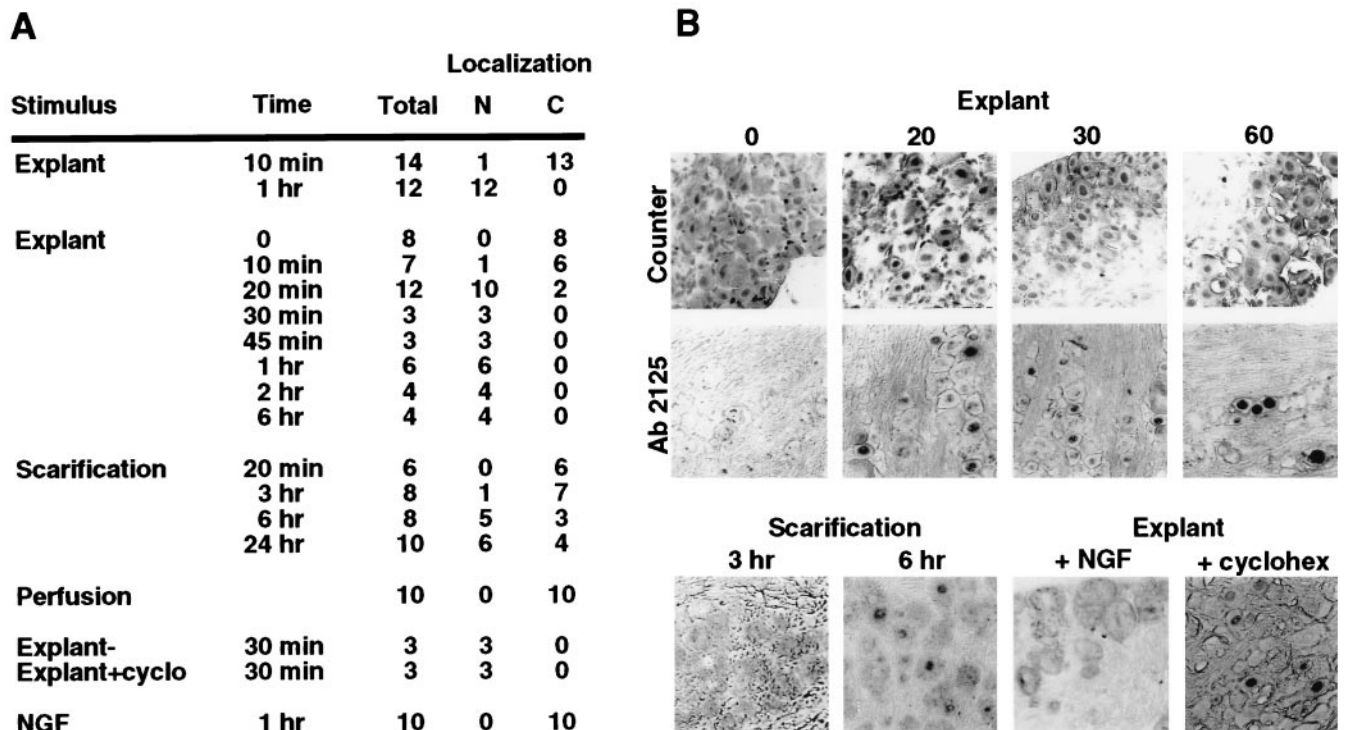 A
Localization
Stimulus Time Total N C
Explant 10 min 14 1 13
1 hr 12 12 0
Explant 0 8 0 8
10 min 7 1 6
20 min 12 10 2
30 min 3 3 0
45 min 3 3 0
1 hr 6 6 0
2 hr 4 4 0
6 hr 4 4 0
Scarification 20 min 6 0 6
3 hr 8 1 7
6 hr 8 5 3
24 hr 10 6 4
Perfusion 10 0 10
Explant- 30 min 3 3 0
Explant+cyclo 30 min 3 3 0
NGF 1 hr 10 0 10
B
Explant
0 20 30 60
Counter
Ab 2125
Scarification Explant
3 hr 6 hr + NGF + cyclohex